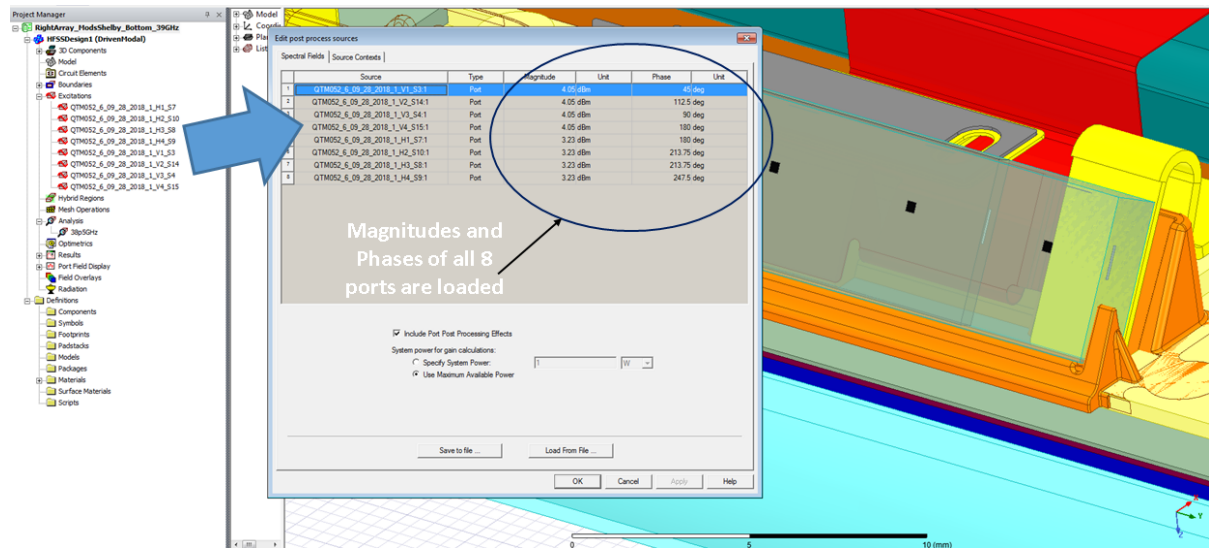 Project Manager
RightArray_HodsShelby_Bottom_39GHz
HFSSDesign1 (DrivenModal)
3D Components
Model
Circuit Elements
Boundaries
Excitations
QTM052_6_09_28_2018_1_H1_S7
QTM052_6_09_28_2018_1_H2_S10
QTM052_6_09_28_2018_1_H3_S8
QTM052_6_09_28_2018_1_H4_S9
QTM052_6_09_28_2018_1_V1_S3
QTM052_6_09_28_2018_1_V2_S14
QTM052_6_09_28_2018_1_V3_S4
QTM052_6_09_28_2018_1_V4_S15
Hybrid Regions
Mesh Operations
Analysis
38p5GHz
Optimetrics
Results
Port Field Display
Field Overlays
Radiation
Definitions
Components
Symbols
Footprints
Padstacks
Models
Packages
Materials
Surface Materials
Scripts
Model
Coordi
Pla
List
Edit post process sources
Spectral Fields Source Contexts
Source Type Magnitude Unit Phase Unit
1 QTM052_6_09_28_2018_1_V1_S3:1 Port 4.05 dBm 45 deg
2 QTM052_6_09_28_2018_1_V2_S14:1 Port 4.05 dBm 112.5 deg
QTM052_6_09_28_2018_1_V3_S4:1 Port 4.05 dBm 90 deg
QTM052_6_09_28_2018_1_V4_S15:1 Port 4.05 dBm 180 deg
QTM052_6_09_28_2018_1_H1_S7:1 Port 3.23 dBm 180 deg
6 QTM052_6_09_28_2018_1_H2_S10:1 Port 3.23 dBm 213.75 deg
7 QTM052_6_09_28_2018_1_H3_S8:1 Port 3.23 dBm 213.75 deg
8 QTM052_6_09_28_2018_1_H4_S9:1 Port 3.23 dBm 247.5 deg
Magnitudes and
Phases of all 8
ports are loaded
Include Port Post Processing Effects
System power for gain calculations:
Specify System Power: 1 W
Use Maximum Available Power
Save to file ... Load From File ...
OK Cancel Apply Help
X
Y
Z
0 5 10 (mm)